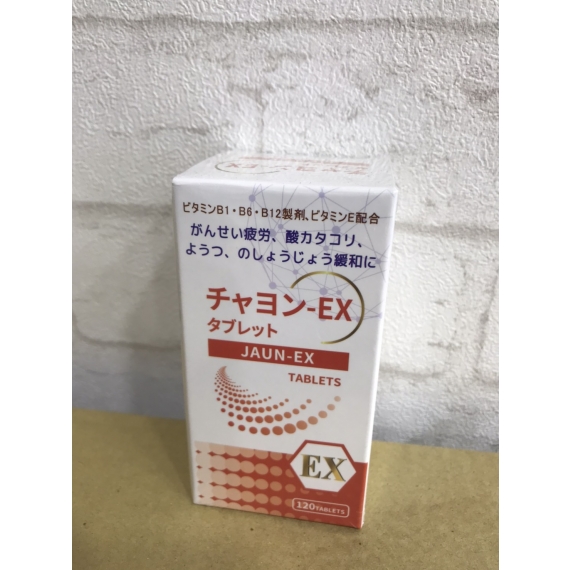 ビタミンB1・B6・B12製剤、ビタミンE配合
がんせい疲労、酸カタコリ、
ようつ、のしょうじょう緩和に
チャヨン-EX
タブレット
JAUN-EX
TABLETS
EX
120TABLETS